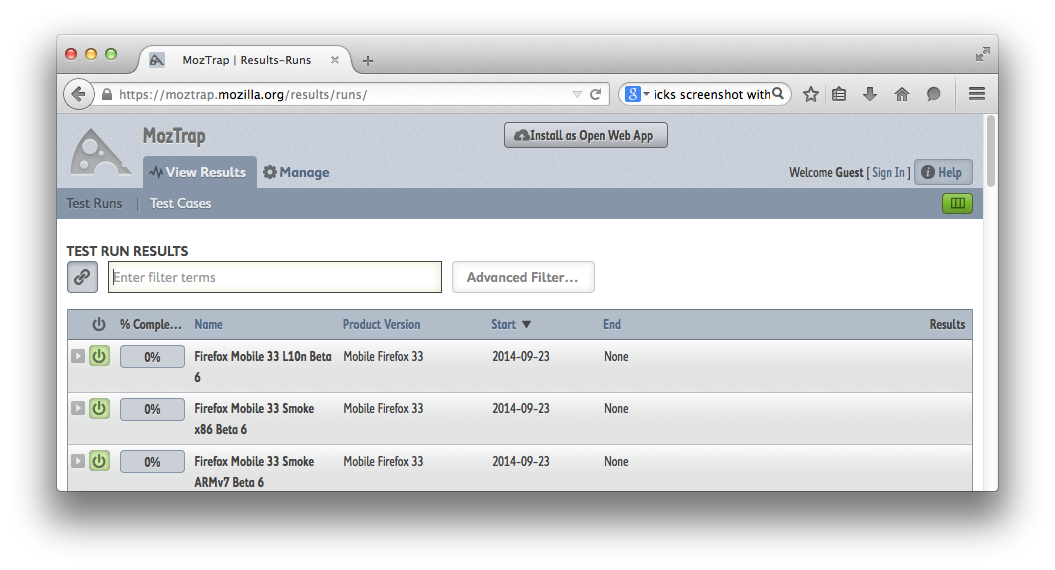 MozTrap | Results-Runs
https://moztrap.mozilla.org/results/runs/
icks screenshot with
MozTrap
Install as Open Web App
View Results
Manage
Welcome Guest [ Sign In ]
Help
Test Runs | Test Cases
TEST RUN RESULTS
Enter filter terms
Advanced Filter...
% Comple... Name Product Version Start End Results
0% Firefox Mobile 33 L10n Beta Mobile Firefox 33 2014-09-23 None
6
0% Firefox Mobile 33 Smoke Mobile Firefox 33 2014-09-23 None
x86 Beta 6
0% Firefox Mobile 33 Smoke Mobile Firefox 33 2014-09-23 None
ARMv7 Beta 6